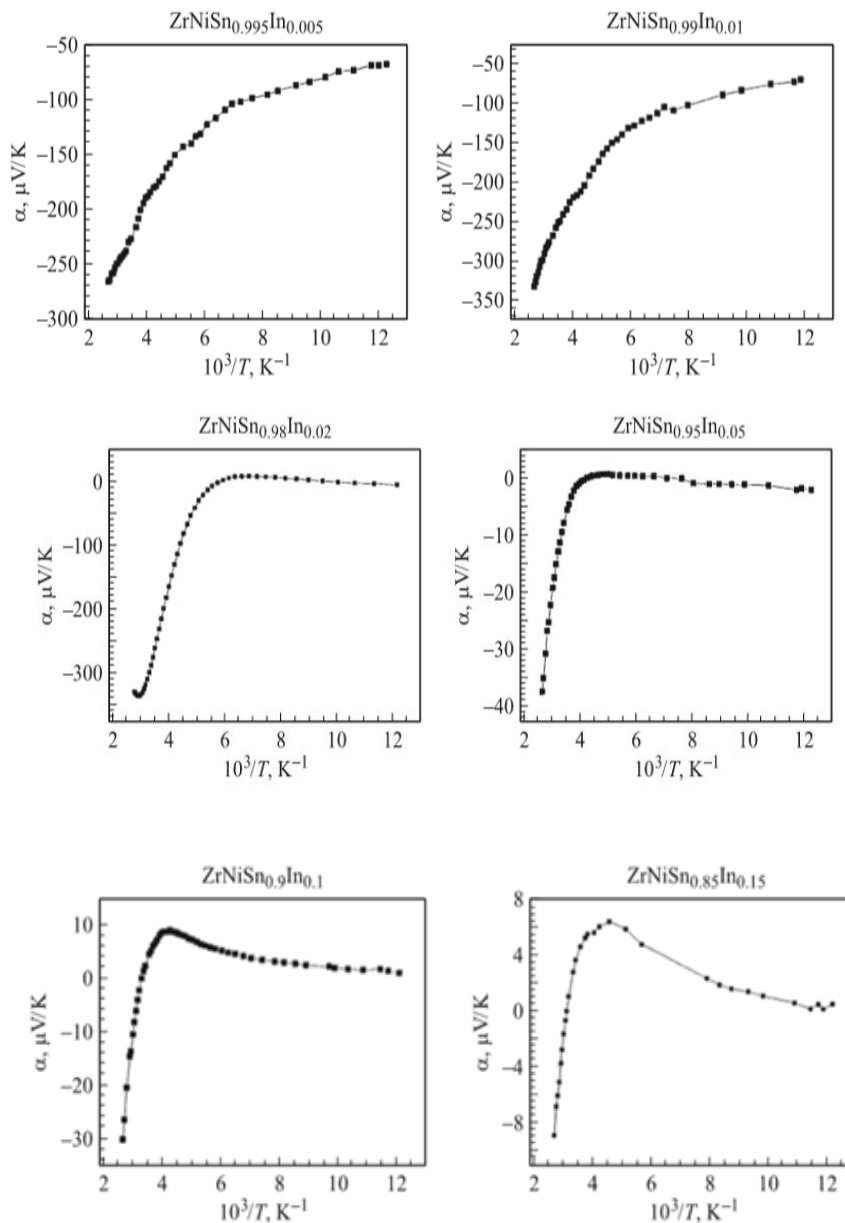 ZrNiSn₀.₉₉₅In₀.₀₀₅
−50
−100
−150
−200
−250
−300
α, μV/K
2 4 6 8 10 12
10³/T, K⁻¹
ZrNiSn₀.₉₉In₀.₀₁
−50
−100
−150
−200
−250
−300
−350
α, μV/K
2 4 6 8 10 12
10³/T, K⁻¹
ZrNiSn₀.₉₈In₀.₀₂
0
−100
−200
−300
α, μV/K
2 4 6 8 10 12
10³/T, K⁻¹
ZrNiSn₀.₉₅In₀.₀₅
0
−10
−20
−30
−40
α, μV/K
2 4 6 8 10 12
10³/T, K⁻¹
ZrNiSn₀.₉In₀.₁
10
0
−10
−20
−30
α, μV/K
2 4 6 8 10 12
10³/T, K⁻¹
ZrNiSn₀.₈₅In₀.₁₅
8
4
0
−4
−8
α, μV/K
2 4 6 8 10 12
10³/T, K⁻¹